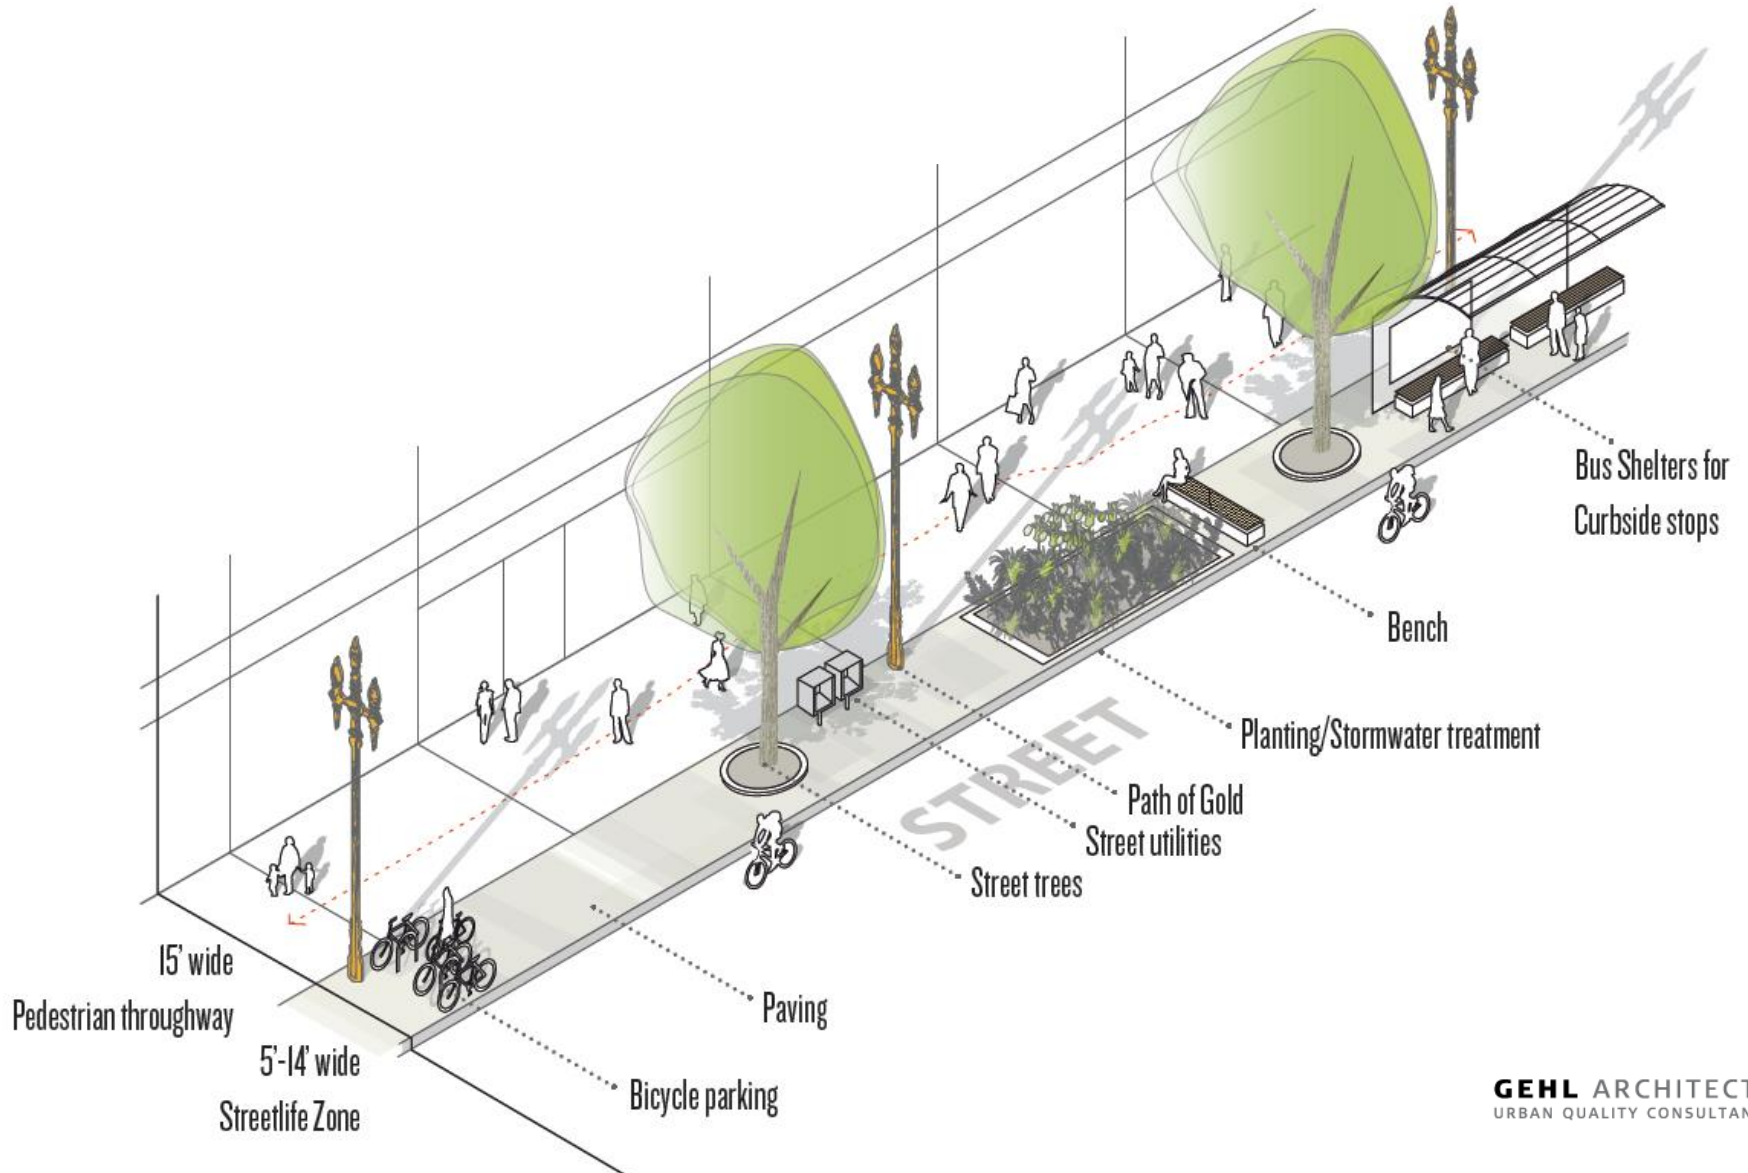 Bus Shelters for
Curbside stops
Bench
Planting/Stormwater treatment
STREET
Path of Gold
Street utilities
Street trees
15' wide
Pedestrian throughway
Paving
5'-14' wide
Streetlife Zone
Bicycle parking
GEHL ARCHITECT
URBAN QUALITY CONSULTAN